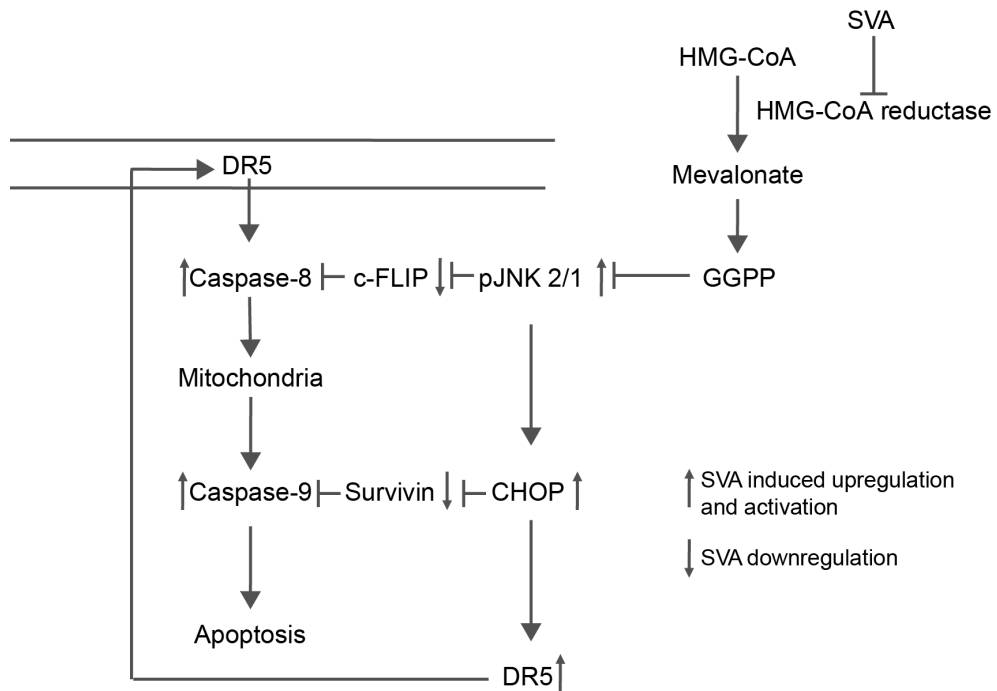 SVA
HMG-CoA
HMG-CoA reductase
DR5
Mevalonate
Caspase-8
c-FLIP
pJNK 2/1
GGPP
Mitochondria
Caspase-9
Survivin
CHOP
SVA induced upregulation
and activation
SVA downregulation
Apoptosis
DR5